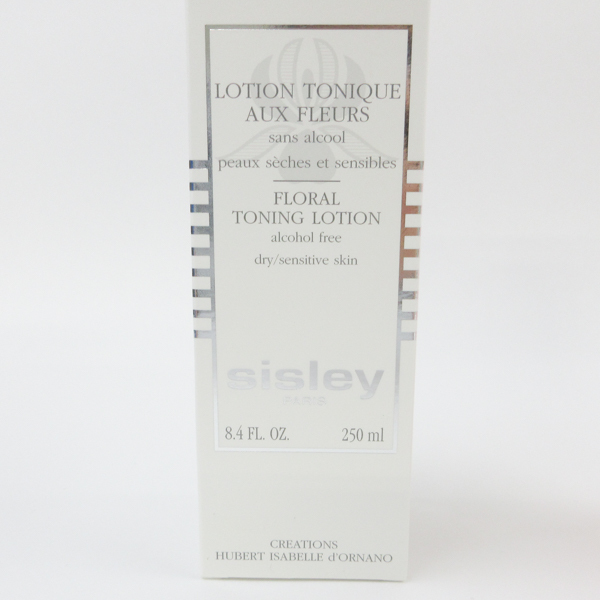 LOTION TONIQUE
AUX FLEURS
sans alcool
peaux sèches et sensibles
FLORAL
TONING LOTION
alcohol free
dry/sensitive skin
sisley
PARIS
8.4 FL. OZ. 250 ml
CREATIONS
HUBERT ISABELLE d'ORNANO